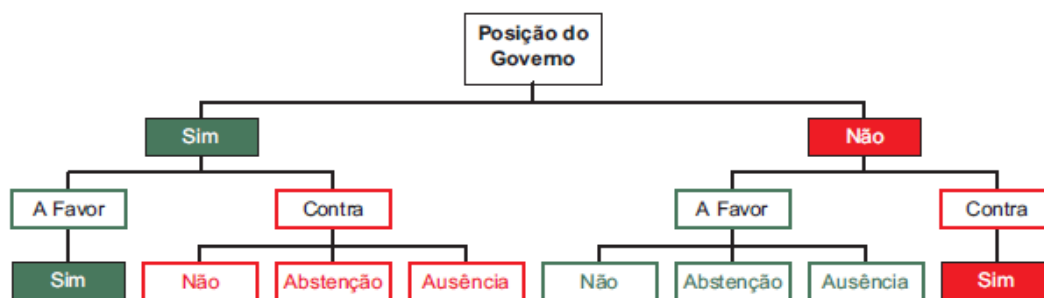 Posição do
Governo
Sim
Não
A Favor
Contra
A Favor
Contra
Sim
Não
Abstenção
Ausência
Não
Abstenção
Ausência
Sim